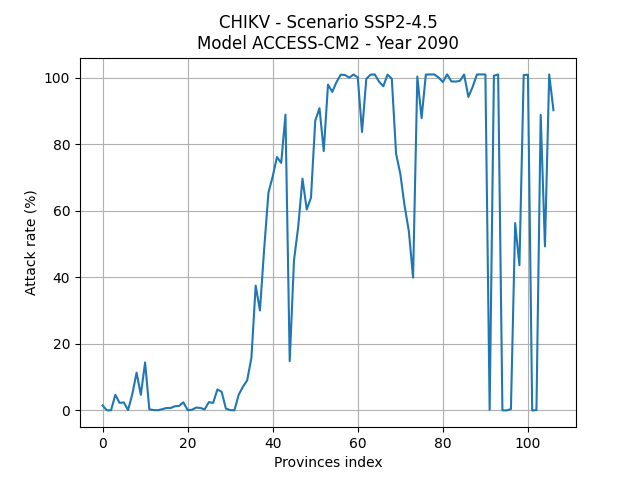 CHIKV - Scenario SSP2-4.5
Model ACCESS-CM2 - Year 2090
Attack rate (%)
100
80
60
40
20
0
0 20 40 60 80 100
Provinces index